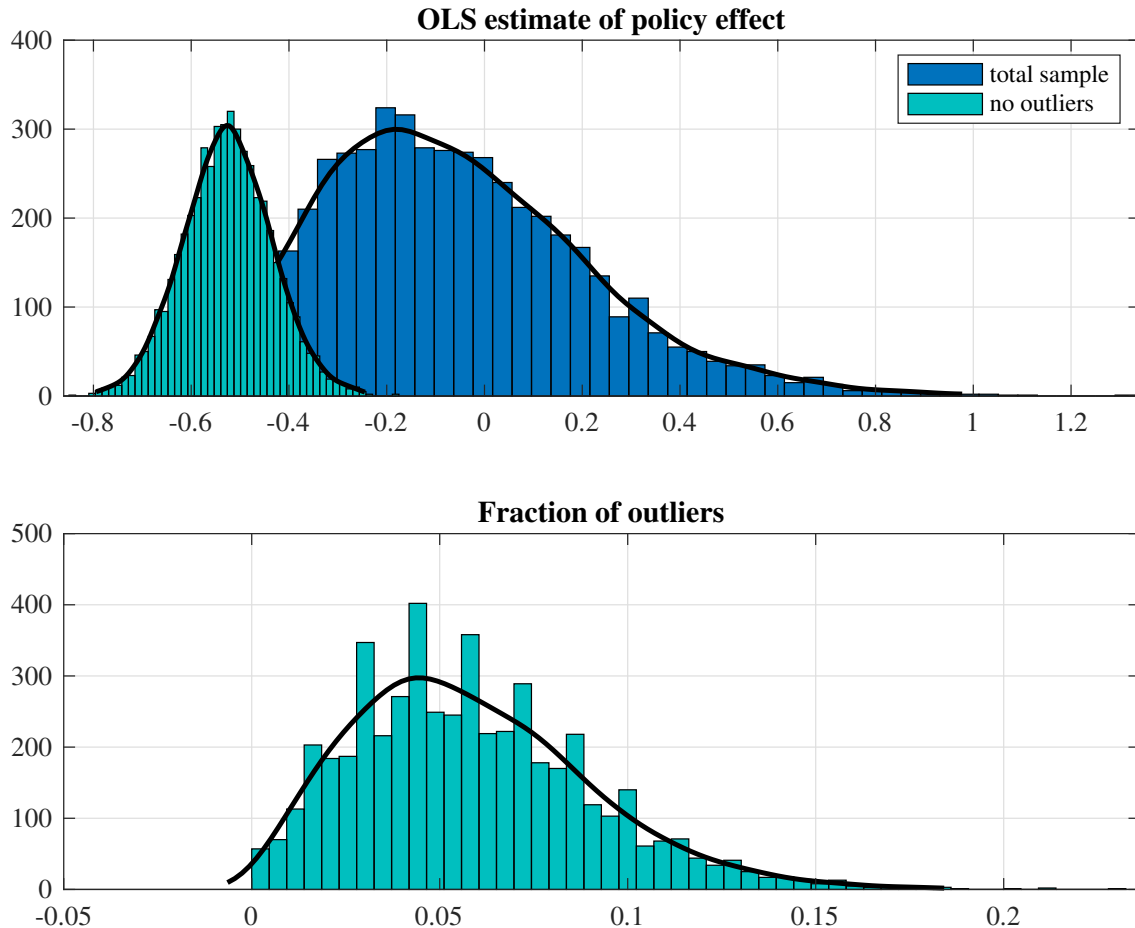 OLS estimate of policy effect
400
300
200
100
0
total sample
no outliers
-0.8 -0.6 -0.4 -0.2 0 0.2 0.4 0.6 0.8 1 1.2
Fraction of outliers
500
400
300
200
100
0
-0.05 0 0.05 0.1 0.15 0.2